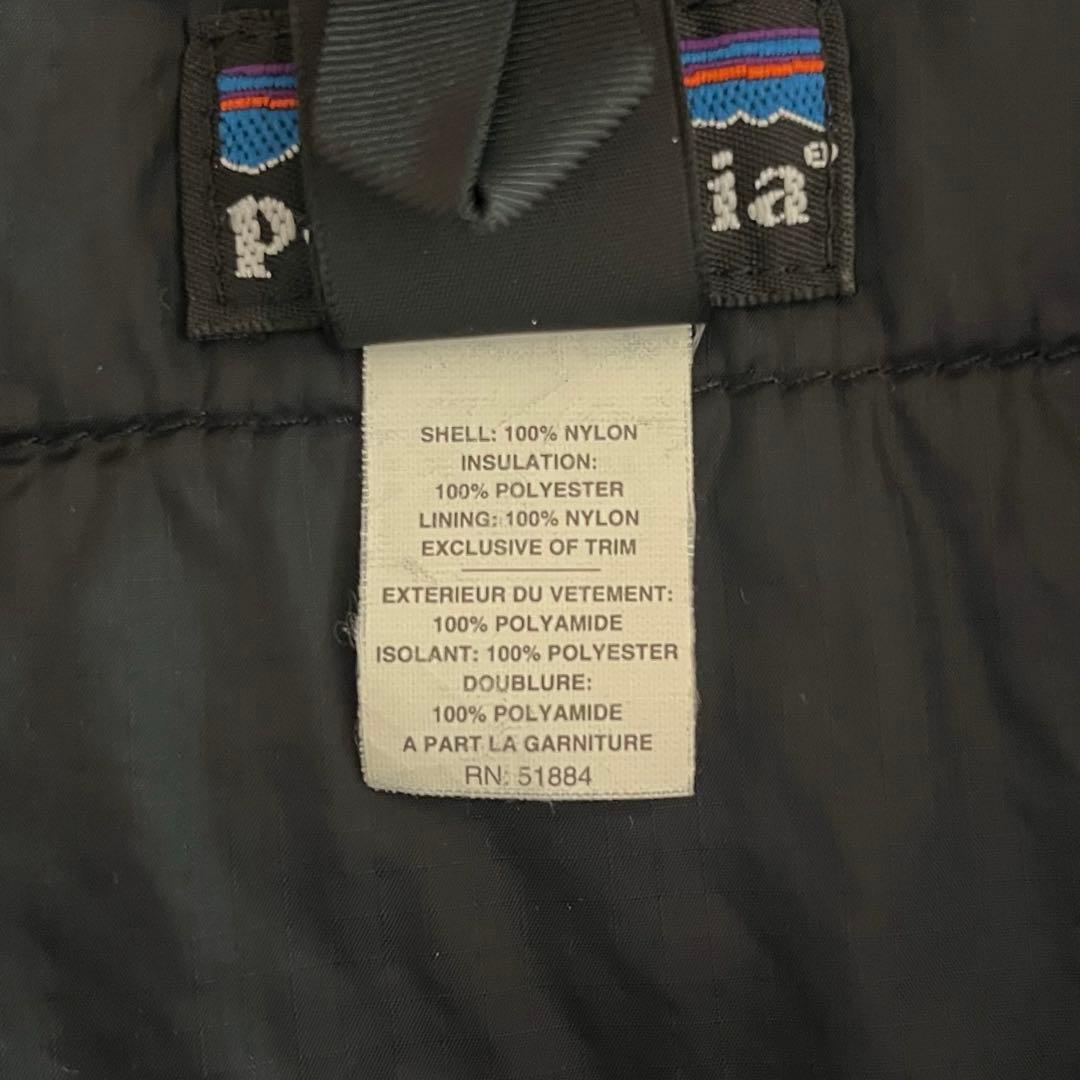 p
ia®
SHELL: 100% NYLON
INSULATION:
100% POLYESTER
LINING: 100% NYLON
EXCLUSIVE OF TRIM
EXTERIEUR DU VETEMENT:
100% POLYAMIDE
ISOLANT: 100% POLYESTER
DOUBLURE:
100% POLYAMIDE
A PART LA GARNITURE
RN: 51884